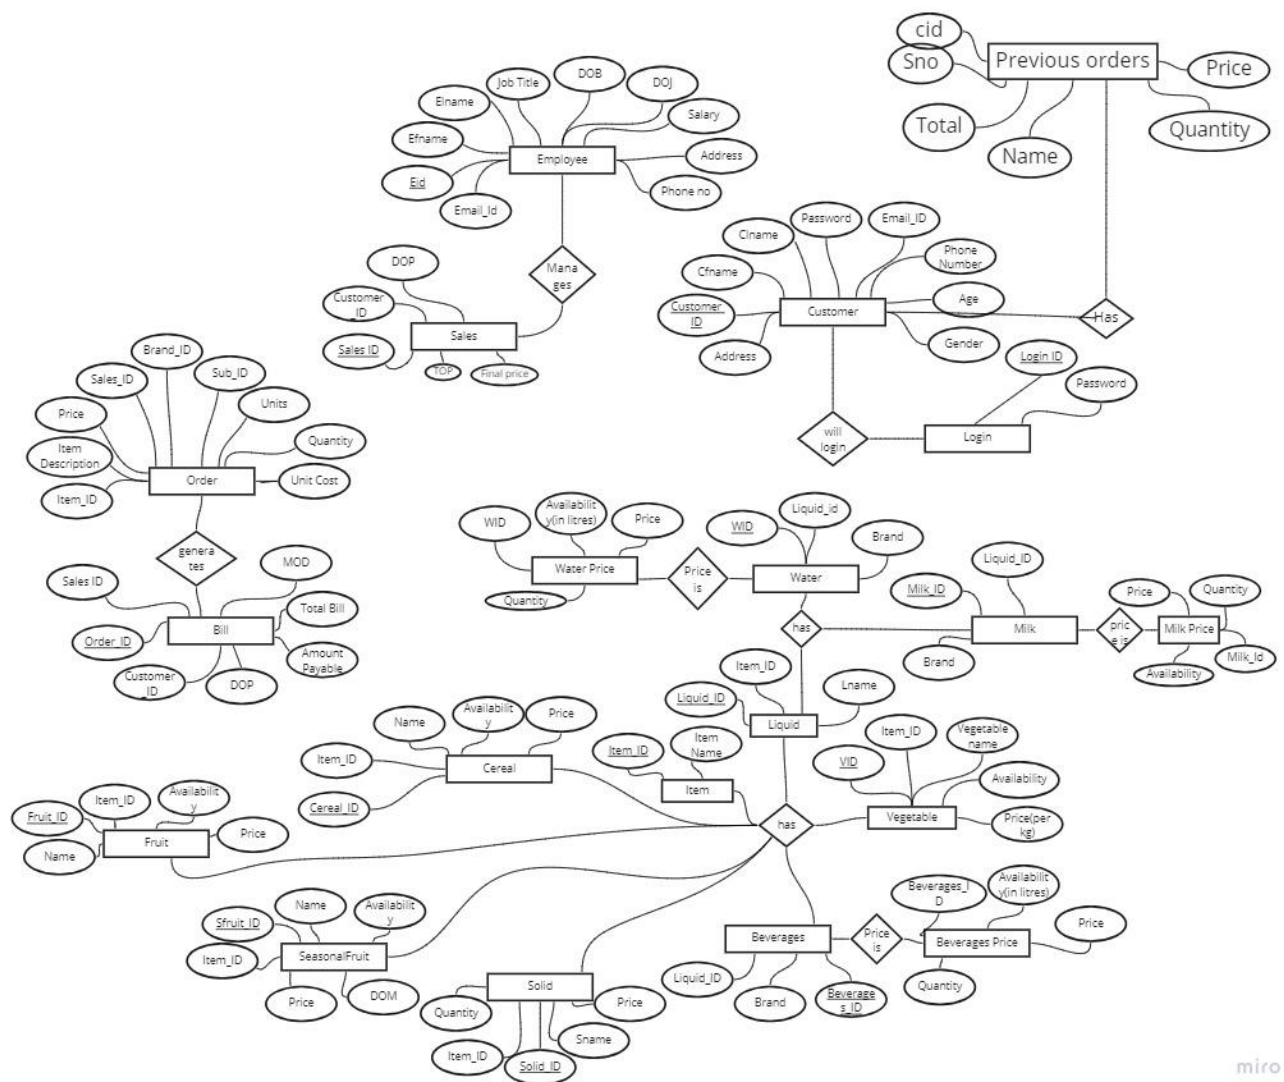 cid
Sno
Previous orders
Price
Total
Name
Quantity
Job Title
DOB
DOJ
Elname
Salary
Efname
Employee
Address
Eid
Phone no
Email_Id
Mana
ges
DOP
Customer
_ID
Sales ID
Sales
TOP
Final price
Password
Email_ID
Clname
Phone
Number
Cfname
Age
Customer
ID
Customer
Has
Address
Gender
Login ID
Password
will
login
Login
Brand_ID
Sales_ID
Sub_ID
Price
Units
Item
Description
Quantity
Order
Unit Cost
Item_ID
genera
tes
MOD
Sales ID
Total Bill
Order_ID
Bill
Amount
Payable
Customer
_ID
DOP
WID
Availabilit
y(in litres)
Price
WID
Liquid_id
Brand
Water Price
Price
is
Water
Quantity
Liquid_ID
Milk_ID
Price
Quantity
has
Milk
pric
e is
Milk Price
Brand
Availability
Milk_Id
Item_ID
Liquid_ID
Lname
Liquid
Name
Availabilit
y
Price
Item_ID
Cereal
Cereal_ID
Item_ID
Item
Name
Item
Item_ID
Vegetable
name
VID
Availability
Vegetable
Price(per
kg)
has
Item_ID
Availabilit
y
Fruit_ID
Price
Name
Fruit
Name
Availabilit
y
Sfruit_ID
Item_ID
SeasonalFruit
Price
DOM
Solid
Quantity
Price
Item_ID
Sname
Solid_ID
Beverages
Price
is
Beverages_I
D
Availabilit
y(in litres)
Price
Beverages Price
Liquid_ID
Brand
Beverage
s_ID
Quantity
miro